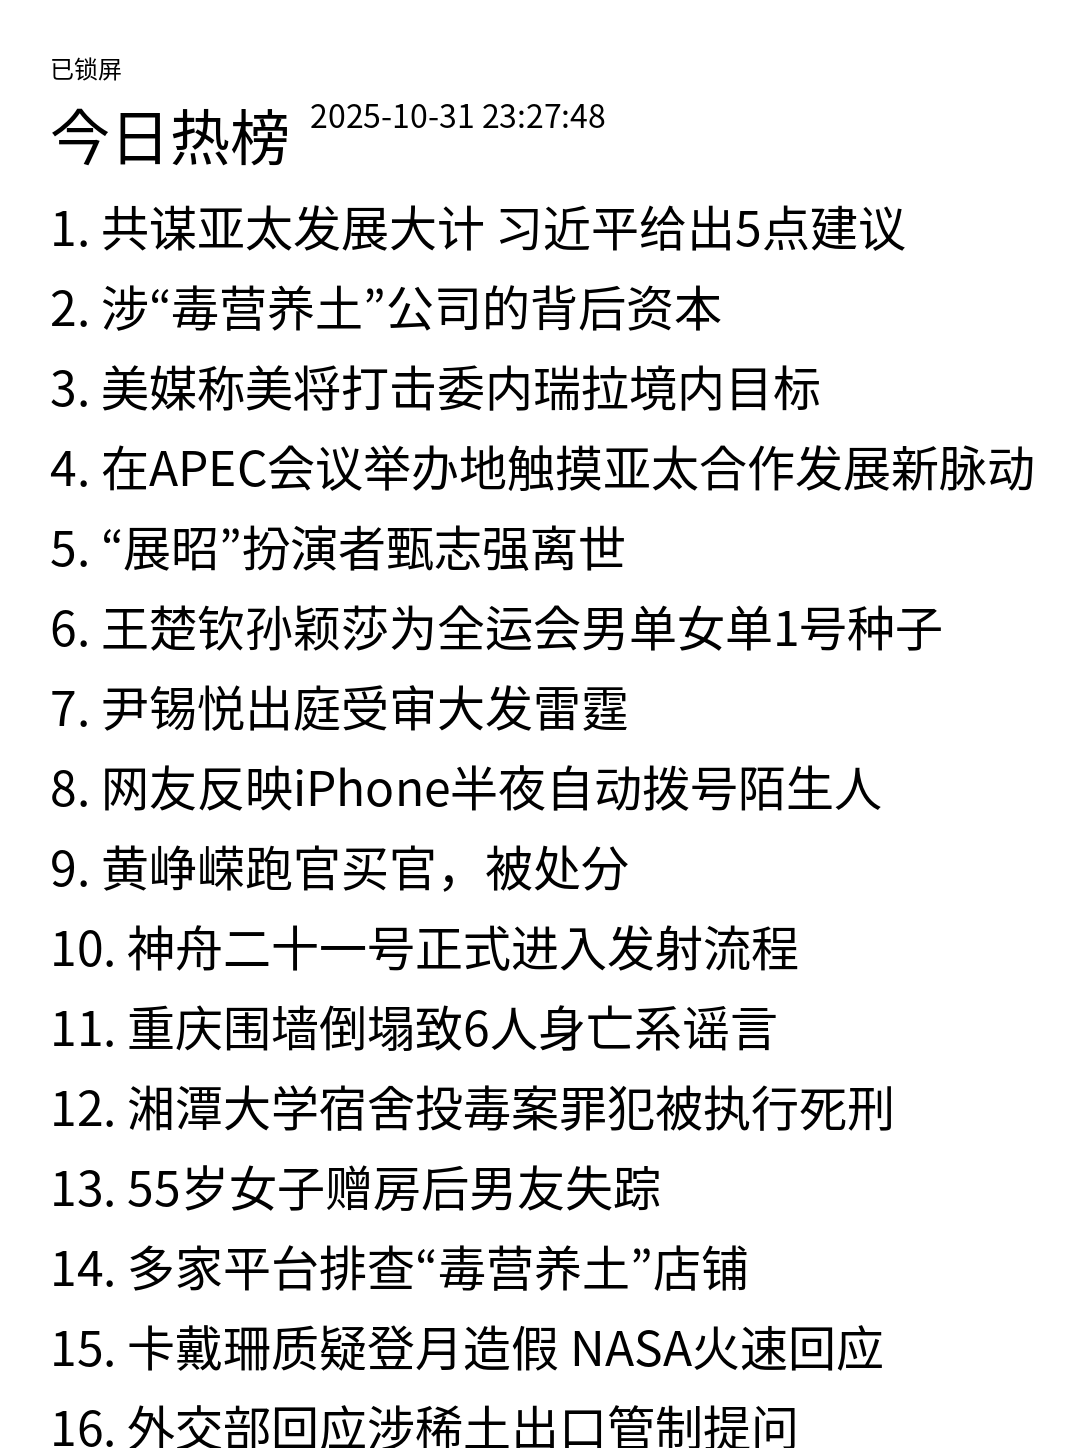 已锁屏
今日热榜 2025-10-31 23:27:48
1. 共谋亚太发展大计 习近平给出5点建议
2. 涉“毒营养土”公司的背后资本
3. 美媒称美将打击委内瑞拉境内目标
4. 在APEC会议举办地触摸亚太合作发展新脉动
5. “展昭”扮演者甄志强离世
6. 王楚钦孙颖莎为全运会男单女单1号种子
7. 尹锡悦出庭受审大发雷霆
8. 网友反映iPhone半夜自动拨号陌生人
9. 黄峥嵘跑官买官，被处分
10. 神舟二十一号正式进入发射流程
11. 重庆围墙倒塌致6人身亡系谣言
12. 湘潭大学宿舍投毒案罪犯被执行死刑
13. 55岁女子赠房后男友失踪
14. 多家平台排查“毒营养土”店铺
15. 卡戴珊质疑登月造假 NASA火速回应
16. 外交部回应涉稀土出口管制提问